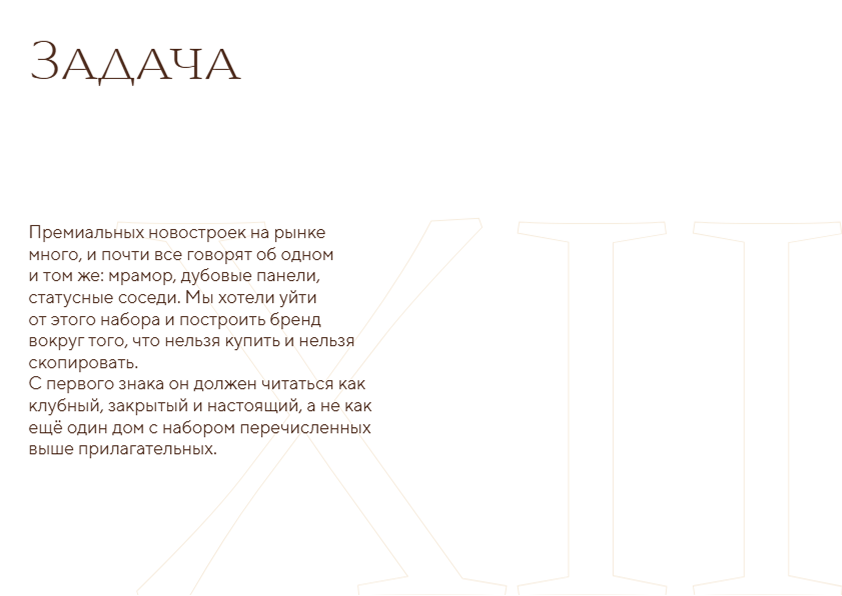 Задача
Премиальных новостроек на рынке
много, и почти все говорят об одном
и том же: мрамор, дубовые панели,
статусные соседи. Мы хотели уйти
от этого набора и построить бренд
вокруг того, что нельзя купить и нельзя
скопировать.
С первого знака он должен читаться как
клубный, закрытый и настоящий, а не как
ещё один дом с набором перечисленных
выше прилагательных.
XII